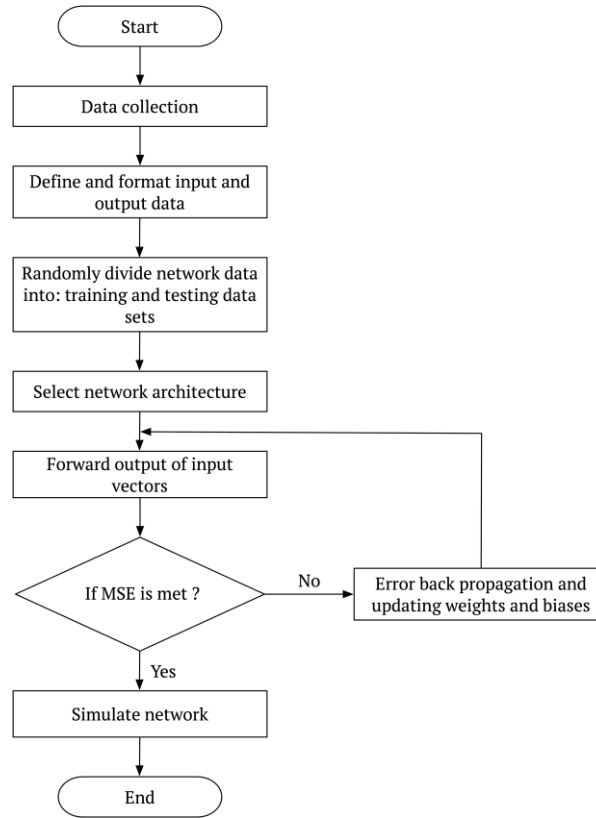 Start
Data collection
Define and format input and
output data
Randomly divide network data
into: training and testing data
sets
Select network architecture
Forward output of input
vectors
If MSE is met ?
No
Error back propagation and
updating weights and biases
Yes
Simulate network
End